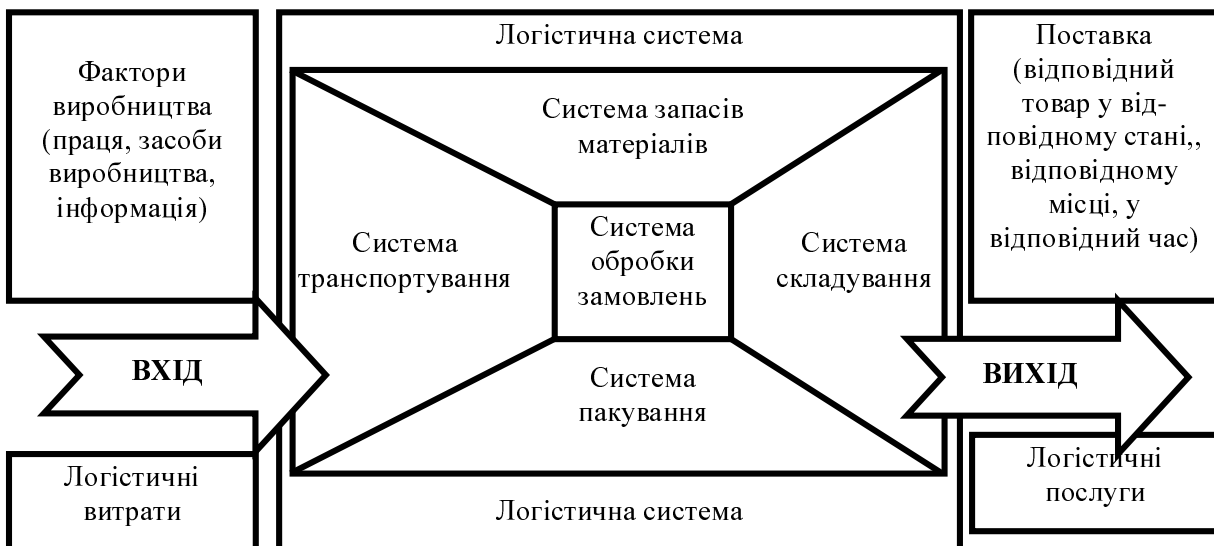 Фактори
виробництва
(праця, засоби
виробництва,
інформація)
ВХІД
Логістичні
витрати
Логістична система
Система запасів
матеріалів
Система
транспортування
Система
обробки
замовлень
Система
складування
Система
пакування
Логістична система
Поставка
(відповідний
товар у від-
повідному стані,,
відповідному
місці, у
відповідний час)
ВИХІД
Логістичні
послуги